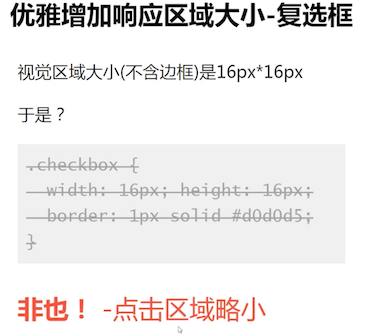 优雅增加响应区域大小-复选框
视觉区域大小(不含边框)是16px*16px
于是？
.checkbox {
width: 16px; height: 16px;
border: 1px solid #d0d0d5;
}
非也！-点击区域略小